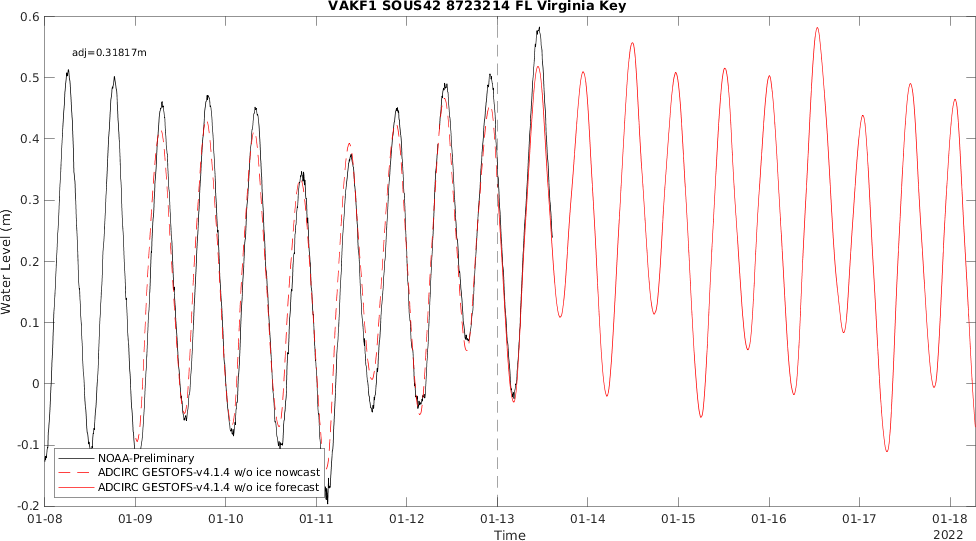 VAKF1 SOUS42 8723214 FL Virginia Key
adj=0.31817m
Water Level (m)
0.6
0.5
0.4
0.3
0.2
0.1
0
-0.1
-0.2
NOAA-Preliminary
ADCIRC GESTOFS-v4.1.4 w/o ice nowcast
ADCIRC GESTOFS-v4.1.4 w/o ice forecast
01-08 01-09 01-10 01-11 01-12 01-13 01-14 01-15 01-16 01-17 01-18
Time
2022